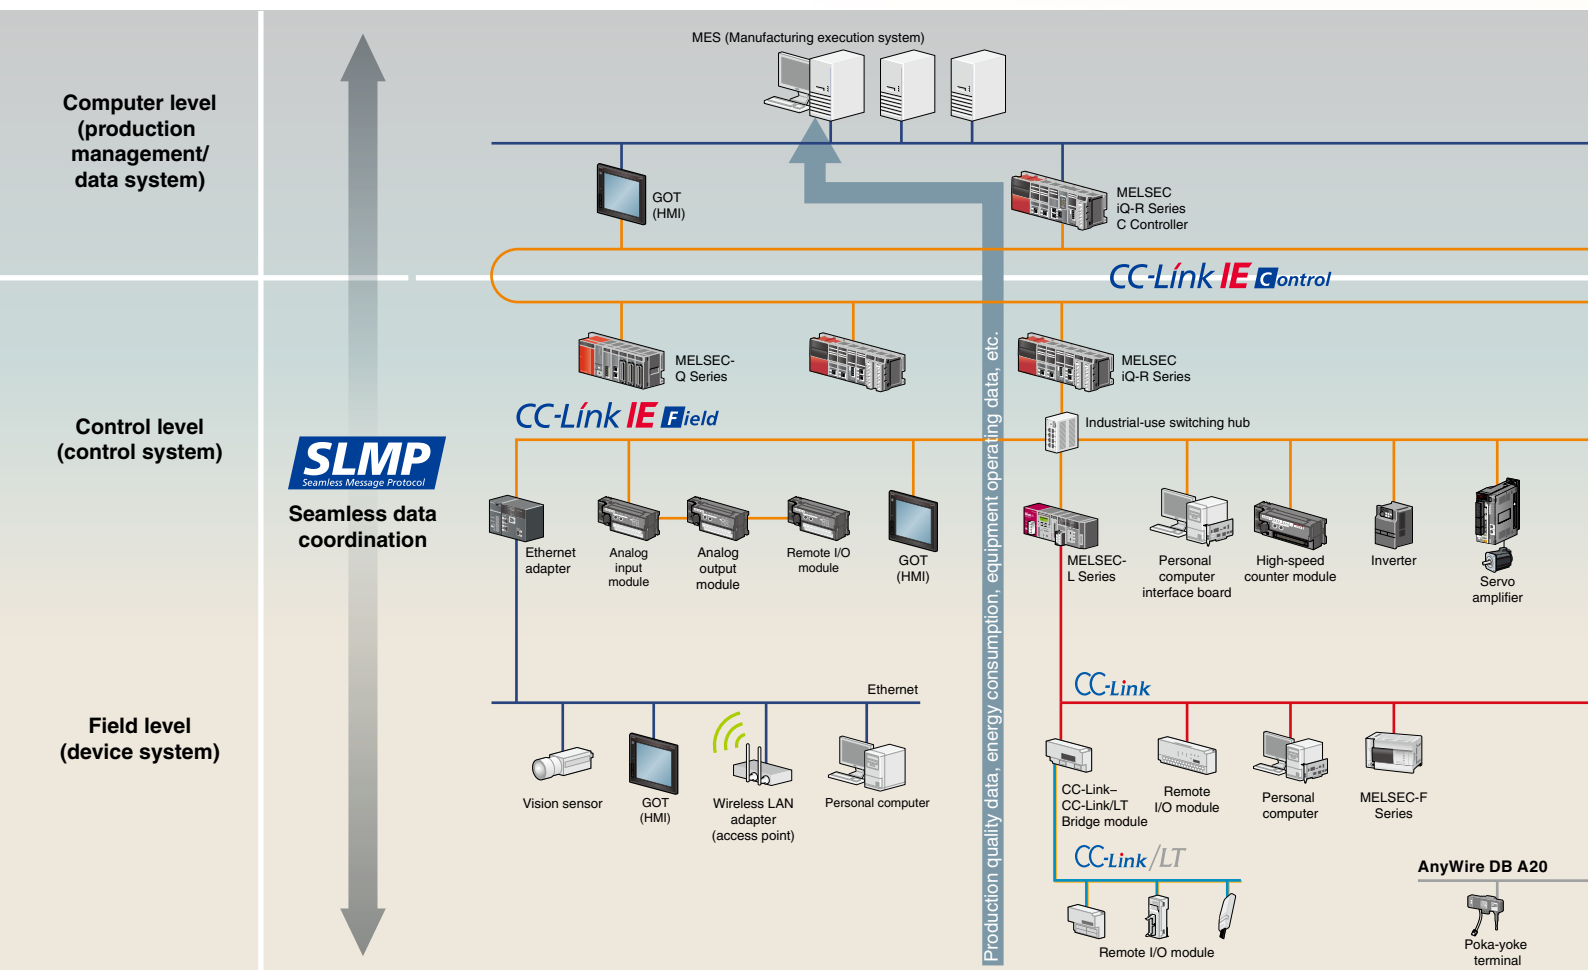 MES (Manufacturing execution system)
Computer level
(production
management/
data system)
GOT
(HMI)
MELSEC
iQ-R Series
C Controller
CC-Link IE Control
MELSEC-
Q Series
MELSEC
iQ-R Series
CC-Link IE Field
Industrial-use switching hub
Control level
(control system)
SLMP
Seamless Message Protocol
Seamless data
coordination
Ethernet
adapter
Analog
input
module
Analog
output
module
Remote I/O
module
GOT
(HMI)
MELSEC-
L Series
Personal
computer
interface board
High-speed
counter module
Inverter
Servo
amplifier
Production quality data, energy consumption, equipment operating data, etc.
Field level
(device system)
Ethernet
CC-Link
Vision sensor
GOT
(HMI)
Wireless LAN
adapter
(access point)
Personal computer
CC-Link–
CC-Link/LT
Bridge module
Remote
I/O module
Personal
computer
MELSEC-F
Series
CC-Link/LT
Remote I/O module
AnyWire DB A20
Poka-yoke
terminal